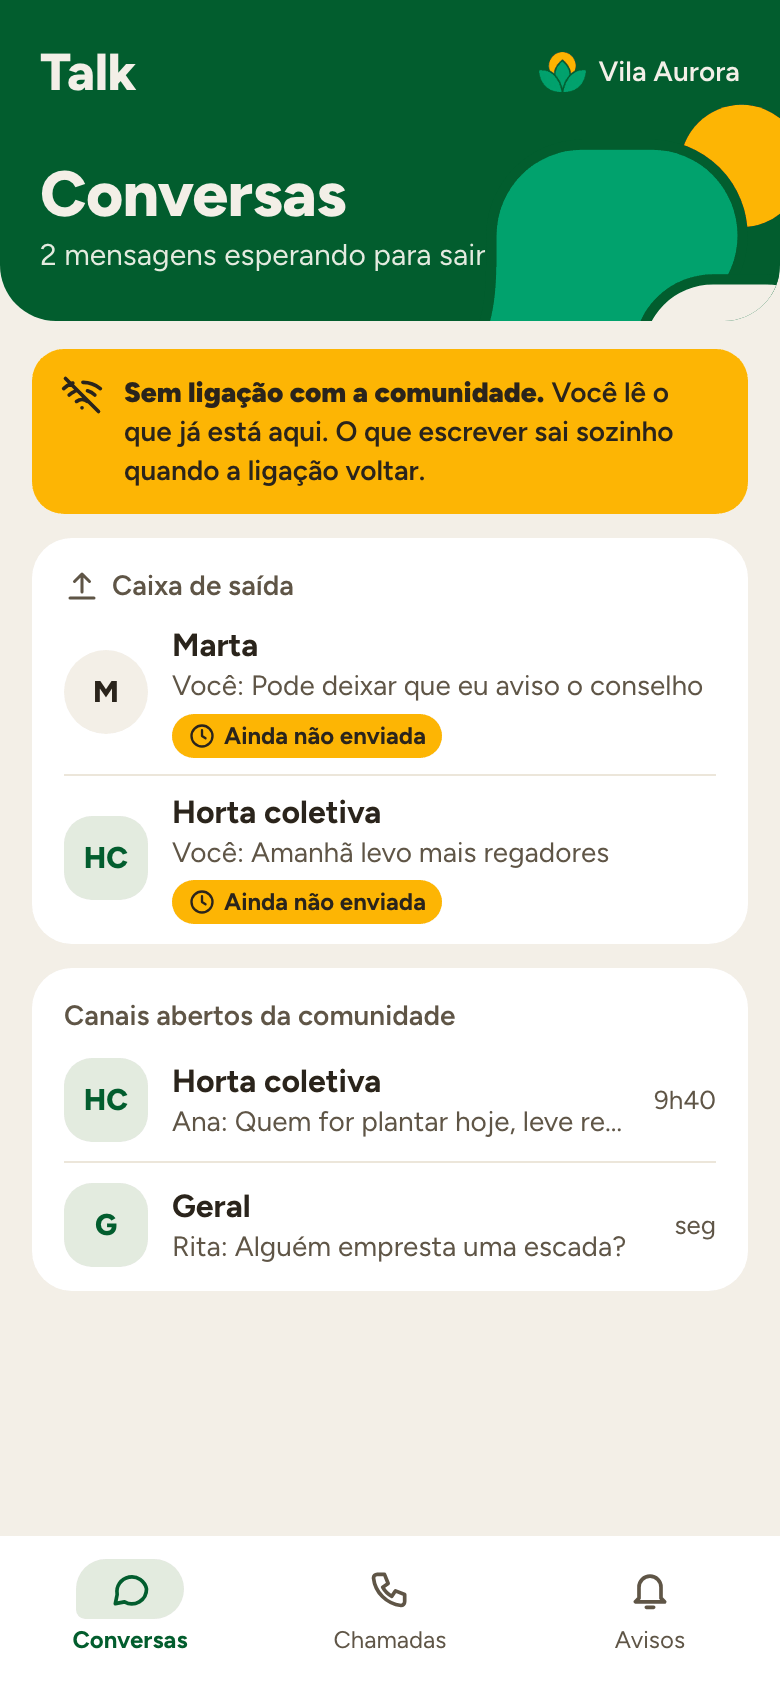 Talk
Vila Aurora
Conversas
2 mensagens esperando para sair
Sem ligação com a comunidade. Você lê o
que já está aqui. O que escrever sai sozinho
quando a ligação voltar.
Caixa de saída
M
Marta
Você: Pode deixar que eu aviso o conselho
Ainda não enviada
HC
Horta coletiva
Você: Amanhã levo mais regadores
Ainda não enviada
Canais abertos da comunidade
HC
Horta coletiva
9h40
Ana: Quem for plantar hoje, leve re...
G
Geral
seg
Rita: Alguém empresta uma escada?
Conversas
Chamadas
Avisos